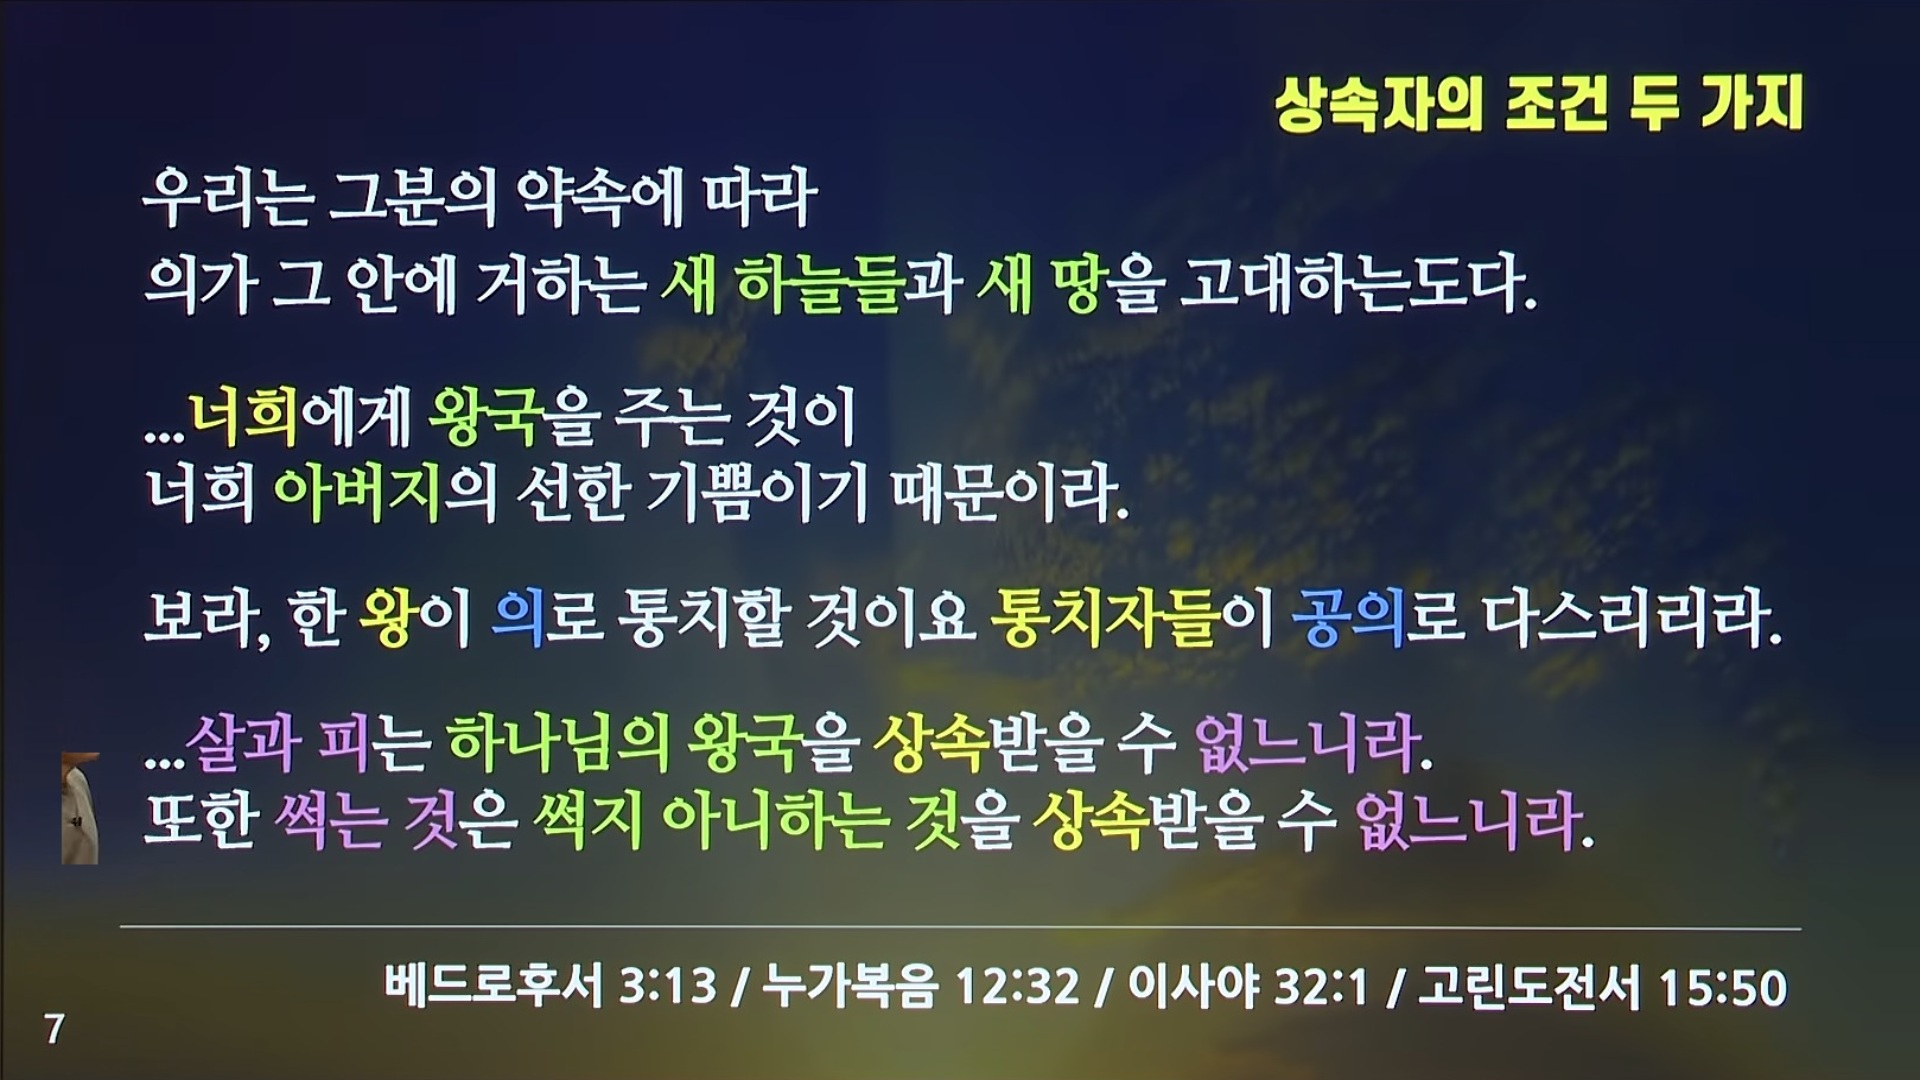 상속자의 조건 두 가지
우리는 그분의 약속에 따라
의가 그 안에 거하는 새 하늘들과 새 땅을 고대하는도다.
...너희에게 왕국을 주는 것이
너희 아버지의 선한 기쁨이기 때문이라.
보라, 한 왕이 의로 통치할 것이요 통치자들이 공의로 다스리리라.
...살과 피는 하나님의 왕국을 상속받을 수 없느니라.
또한 썩는 것은 썩지 아니하는 것을 상속받을 수 없느니라.
베드로후서 3:13 / 누가복음 12:32 / 이사야 32:1 / 고린도전서 15:50
7